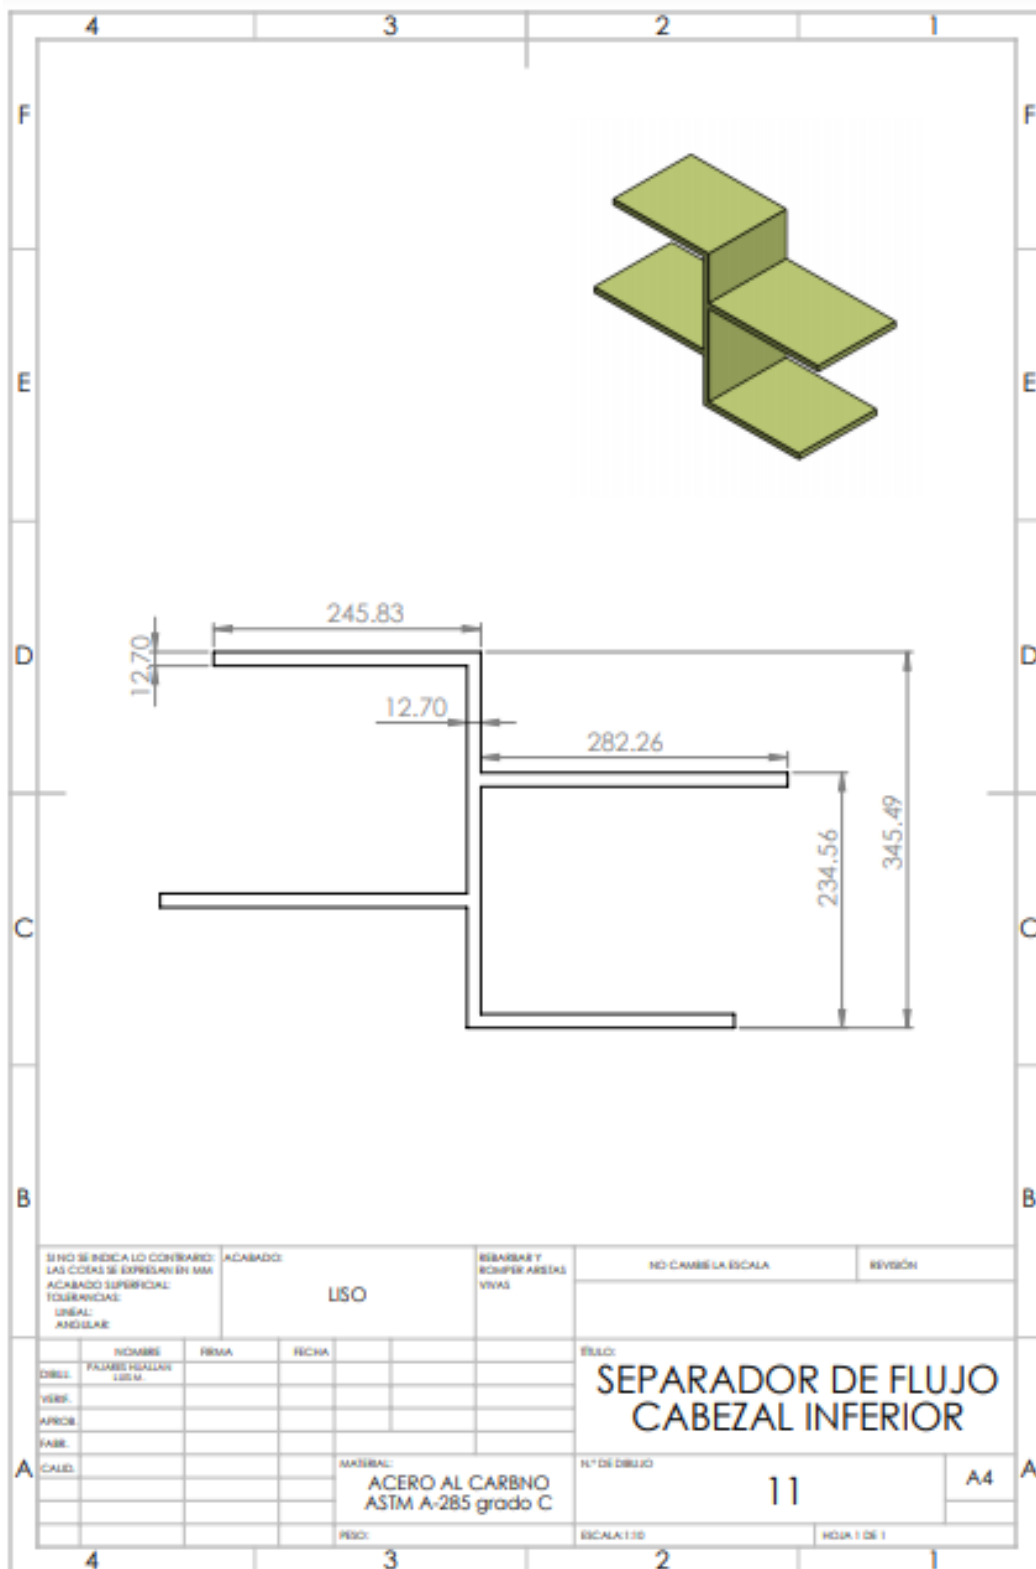 4 3 2 1
F F
E E
D D
C C
B B
A A
245.83
12.70
12.70
282.26
234.56
345.49
SI NO SE INDICA LO CONTRARIO:
LAS COTAS SE EXPRESAN EN MM
ACABADO SUPERFICIAL:
TOLERANCIAS:
LINEAL:
ANGULAR:
ACABADO:
LISO
REBARBAR Y
ROMPER ARISTAS
VIVAS
NO CAMBIE LA ESCALA
REVISIÓN
NOMBRE FIRMA FECHA
DIBUJ.
LUIS M.
VERIF.
APROB.
FABR.
CALID.
TÍTULO:
SEPARADOR DE FLUJO
CABEZAL INFERIOR
MATERIAL:
ACERO AL CARBNO
ASTM A-285 grado C
N.º DE DIBUJO
11
A4
PESO:
ESCALA:1:10
HOJA 1 DE 1
4 3 2 1